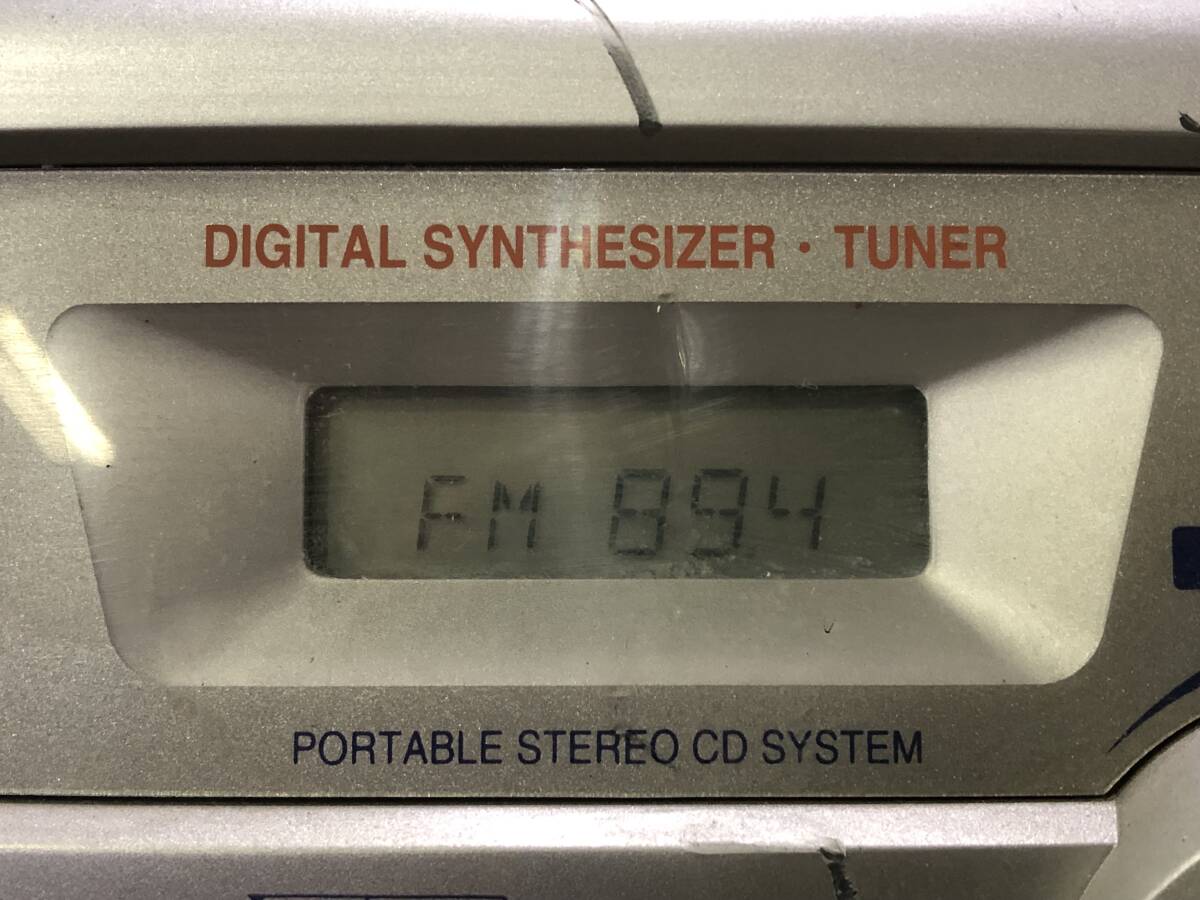 DIGITAL SYNTHESIZER · TUNER
FM 894
PORTABLE STEREO CD SYSTEM